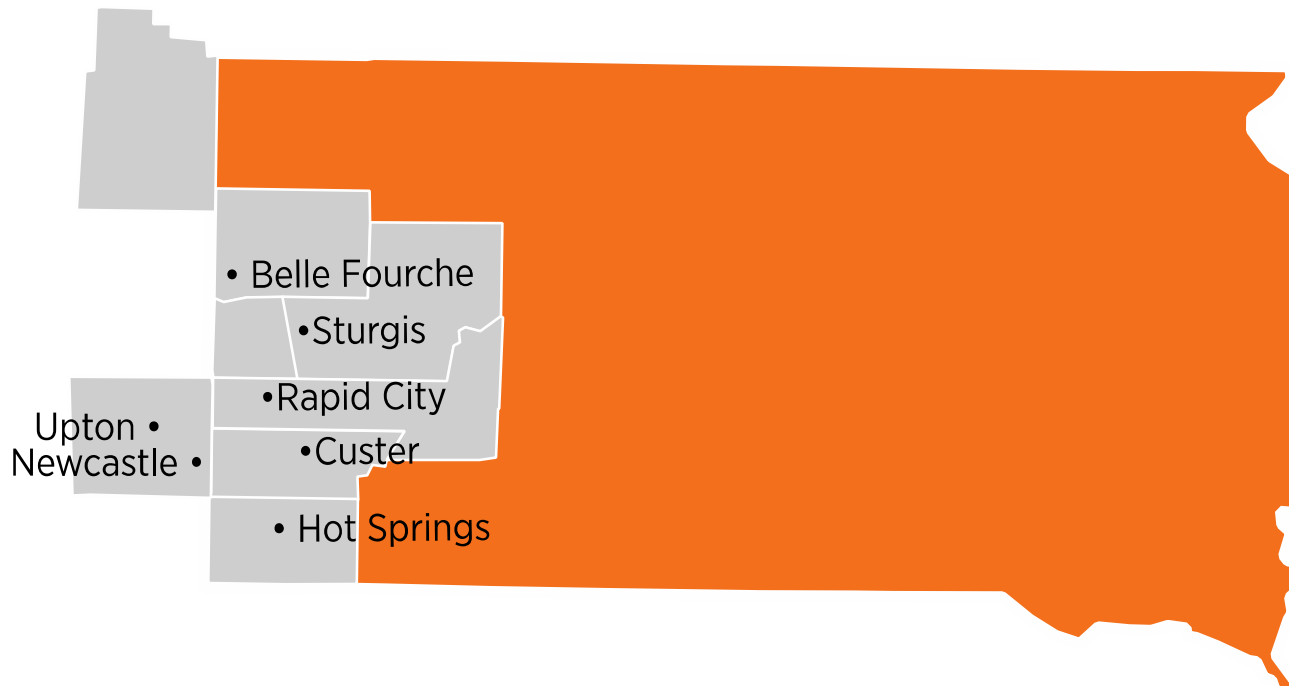 • Belle Fourche
•Sturgis
•Rapid City
Upton •
Newcastle •
•Custer
• Hot Springs